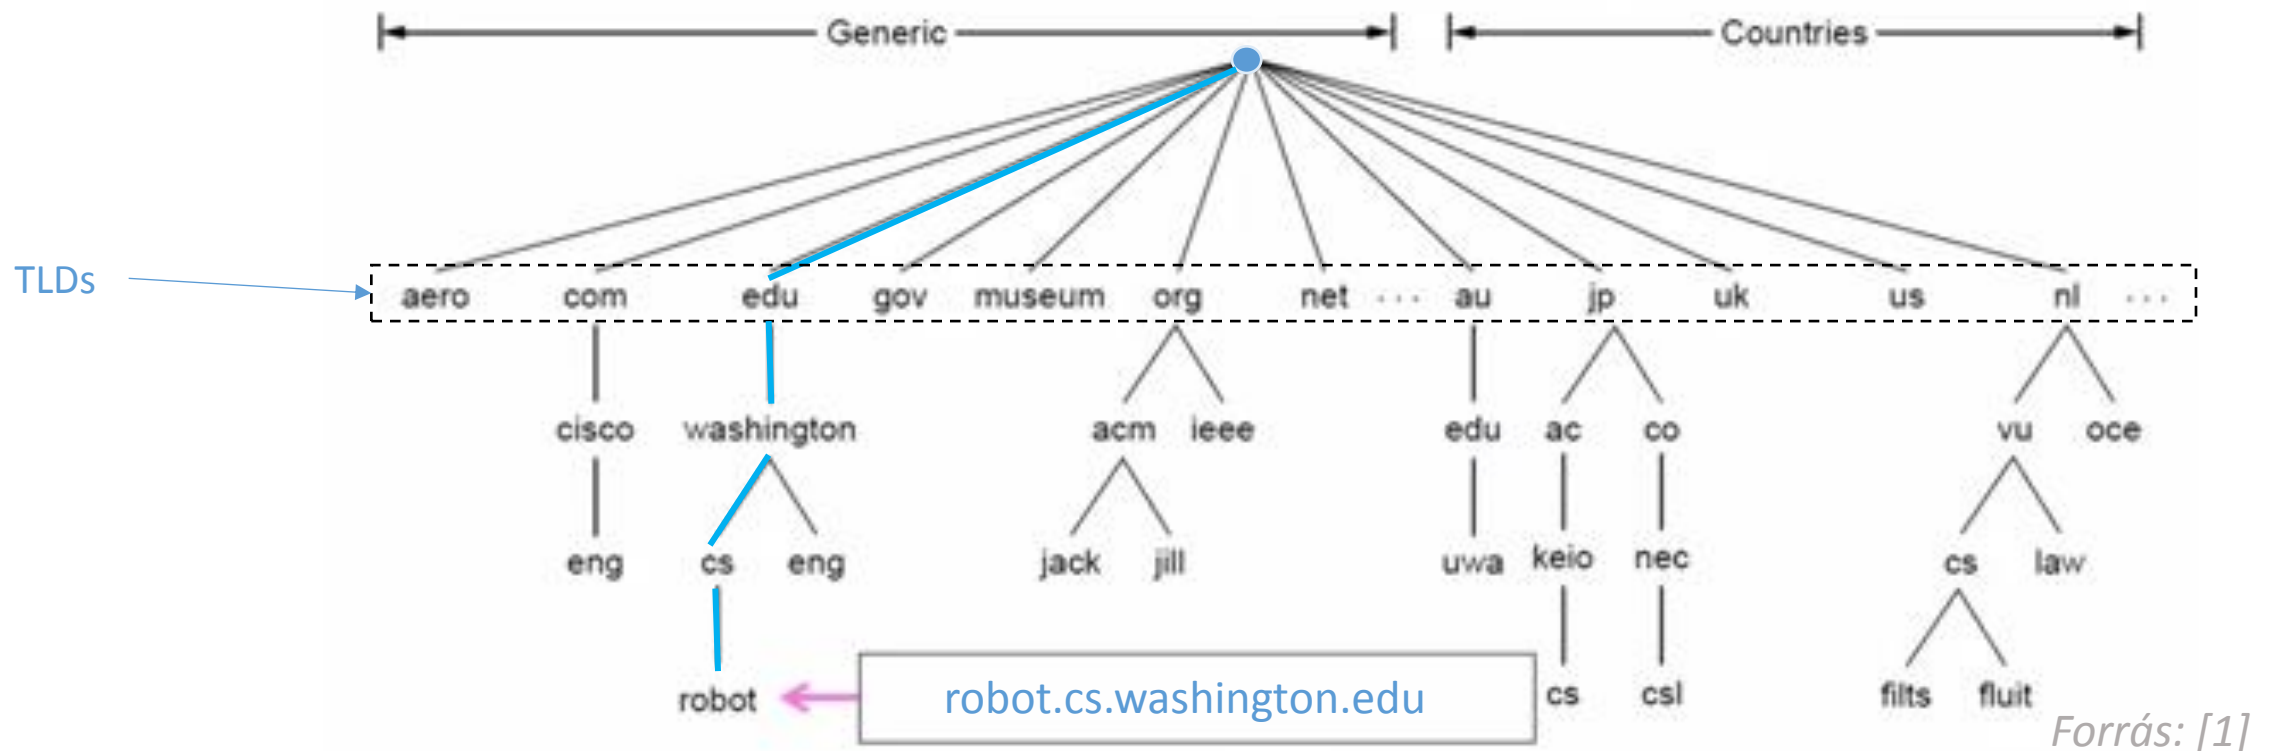 Generic Countries
TLDs
aero com edu gov museum org net ... au jp uk us nl ...
cisco washington acm ieee edu ac co vu oce
eng cs eng jack jill uwa keio nec cs law
robot robot.cs.washington.edu cs csl filts fluit
Forrás: [1]